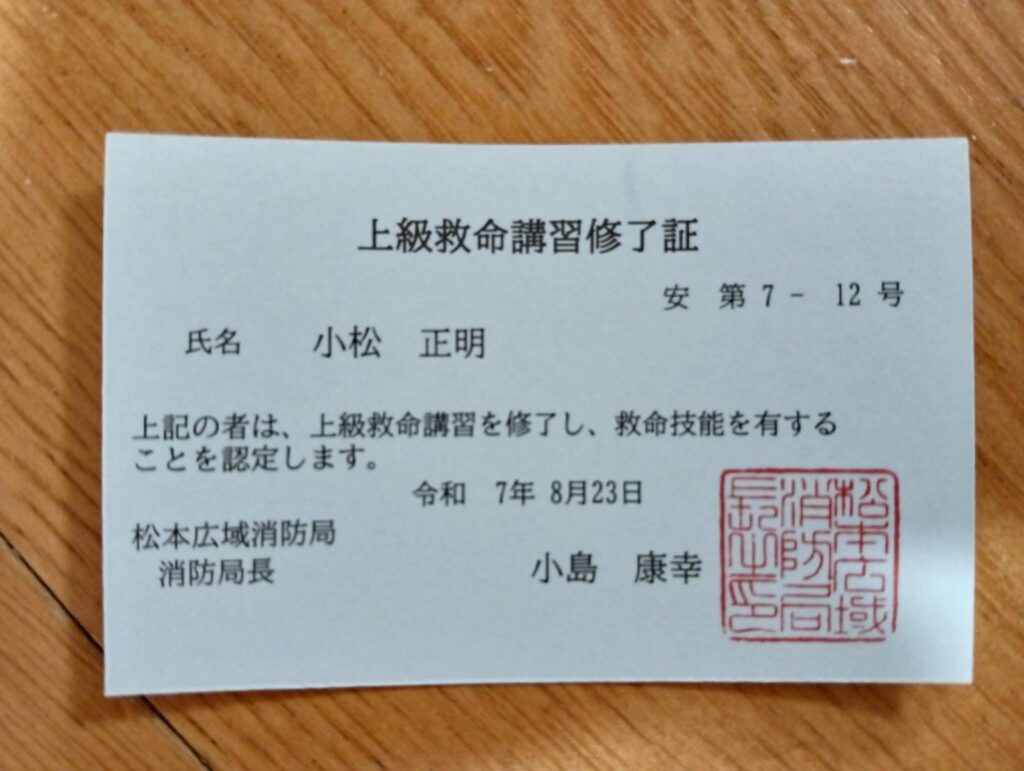 上級救命講習修了証
安 第 7 - 12 号
氏名 小松 正明
上記の者は、上級救命講習を修了し、救命技能を有する
ことを認定します。
令和 7年 8月23日
松本広域消防局
消防局長 小島 康幸
松本広域
消防局
長之印